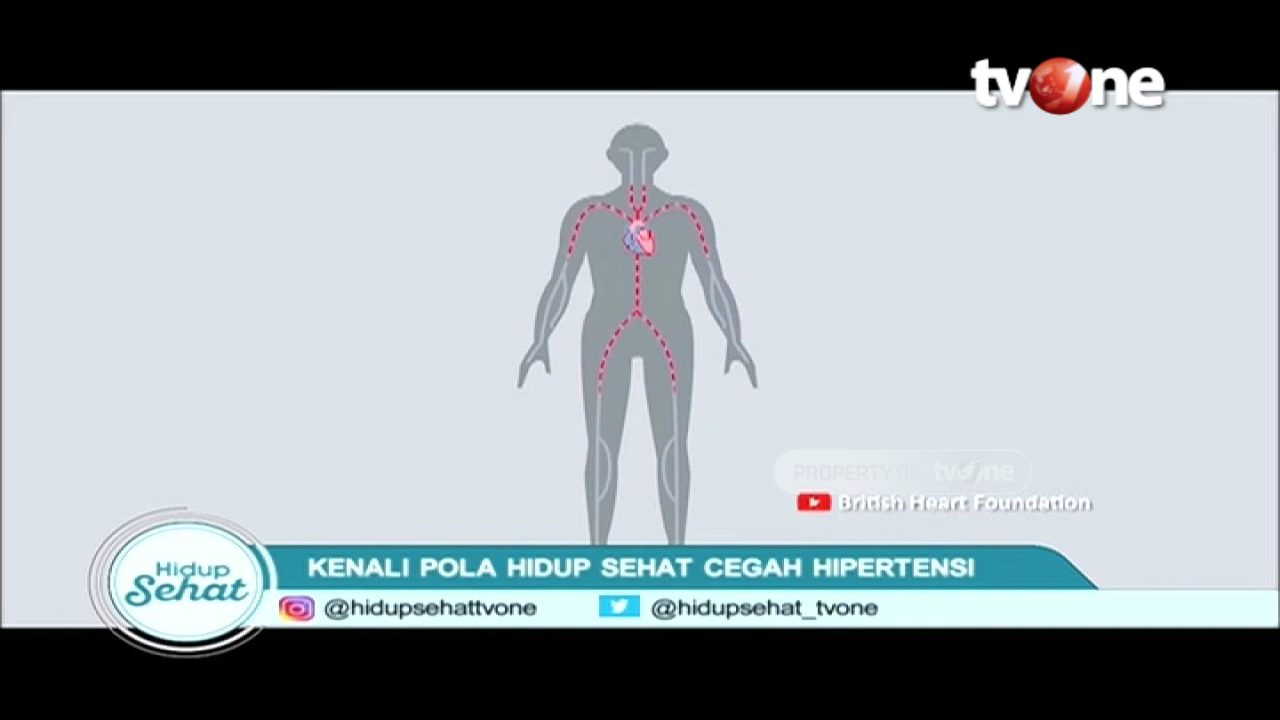 tvOne
PROPERTY OF tvOne
British Heart Foundation
Hidup
Sehat
KENALI POLA HIDUP SEHAT CEGAH HIPERTENSI
@hidupsehattvone @hidupsehat_tvone